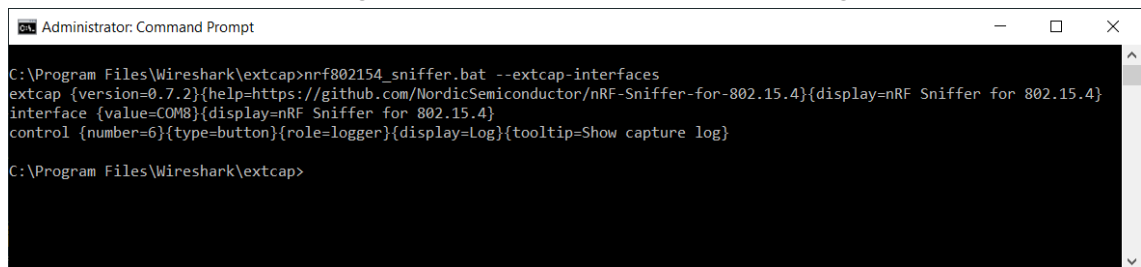 Administrator: Command Prompt
C:\Program Files\Wireshark\extcap>nrf802154_sniffer.bat --extcap-interfaces
extcap {version=0.7.2}{help=https://github.com/NordicSemiconductor/nRF-Sniffer-for-802.15.4}{display=nRF Sniffer for 802.15.4}
interface {value=COM8}{display=nRF Sniffer for 802.15.4}
control {number=6}{type=button}{role=logger}{display=Log}{tooltip=Show capture log}
C:\Program Files\Wireshark\extcap>